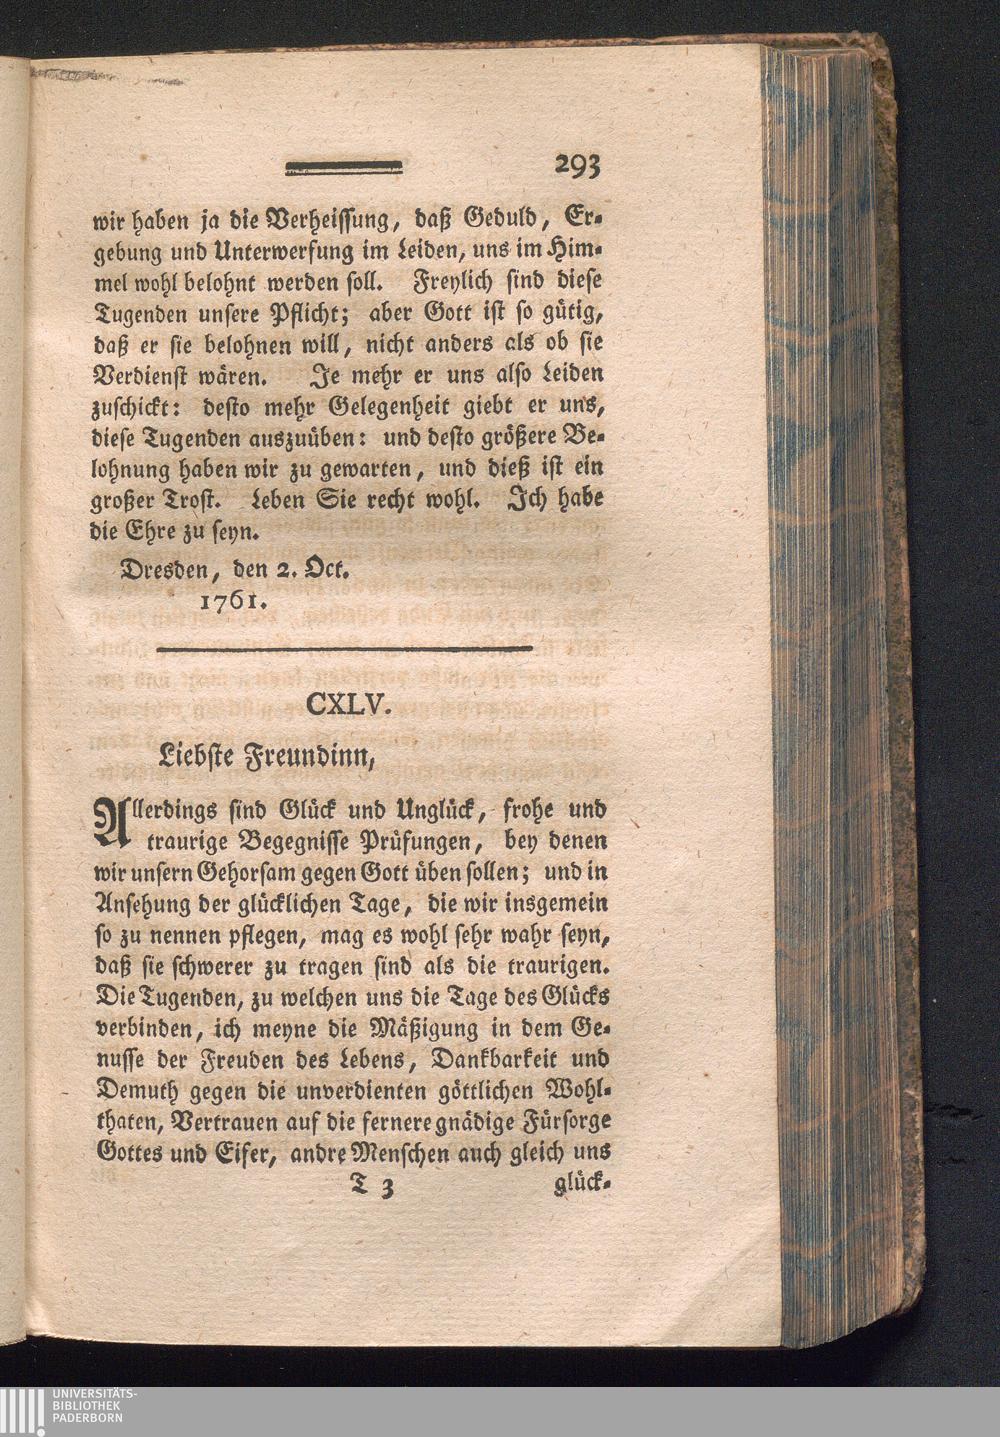 293
wir haben ja die Verheissung, daß Geduld, Er-
gebung und Unterwerfung im Leiden, uns im Him-
mel wohl belohnt werden soll. Freylich sind diese
Tugenden unsere Pflicht; aber Gott ist so gütig,
daß er sie belohnen will, nicht anders als ob sie
Verdienst wären. Je mehr er uns also Leiden
zuschickt: desto mehr Gelegenheit giebt er uns,
diese Tugenden auszuüben: und desto größere Be-
lohnung haben wir zu gewarten, und dieß ist ein
großer Trost. Leben Sie recht wohl. Ich habe
die Ehre zu seyn.
Dresden, den 2. Oct.
1761.
CXLV.
Liebste Freundinn,
Allerdings sind Glück und Unglück, frohe und
traurige Begegnisse Prüfungen, bey denen
wir unsern Gehorsam gegen Gott üben sollen; und in
Ansehung der glücklichen Tage, die wir insgemein
so zu nennen pflegen, mag es wohl sehr wahr seyn,
daß sie schwerer zu tragen sind als die traurigen.
Die Tugenden, zu welchen uns die Tage des Glücks
verbinden, ich meyne die Mäßigung in dem Ge-
nusse der Freuden des Lebens, Dankbarkeit und
Demuth gegen die unverdienten göttlichen Wohl-
thaten, Vertrauen auf die fernere gnädige Fürsorge
Gottes und Eifer, andre Menschen auch gleich uns
T 3 glück-
UNIVERSITÄTS-
BIBLIOTHEK
PADERBORN